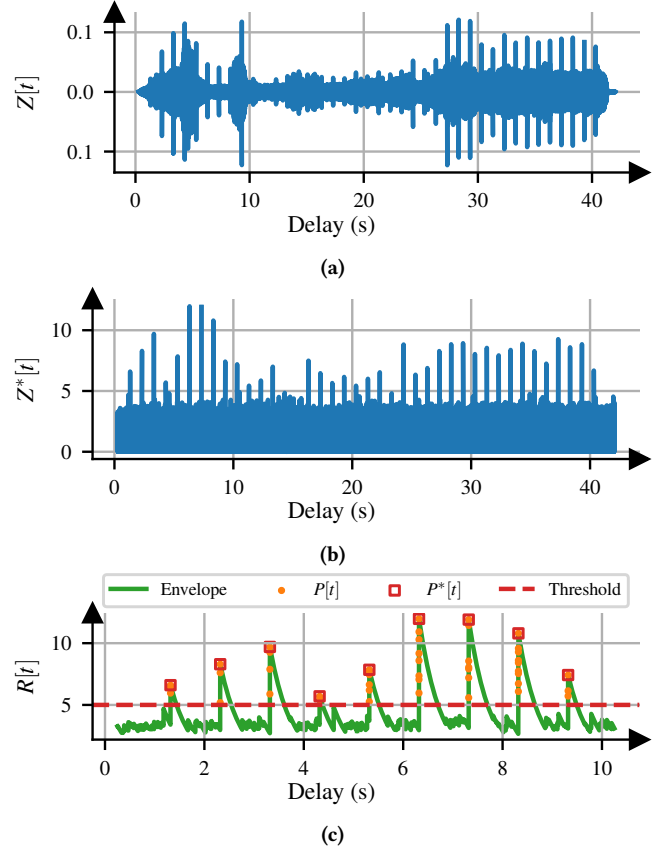 0.1
0.0
0.1
Z[t]
0 10 20 30 40
Delay (s)
(a)
10
5
0
Z*[t]
0 10 20 30 40
Delay (s)
(b)
Envelope P[t] P*[t] Threshold
10
5
R[t]
0 2 4 6 8 10
Delay (s)
(c)